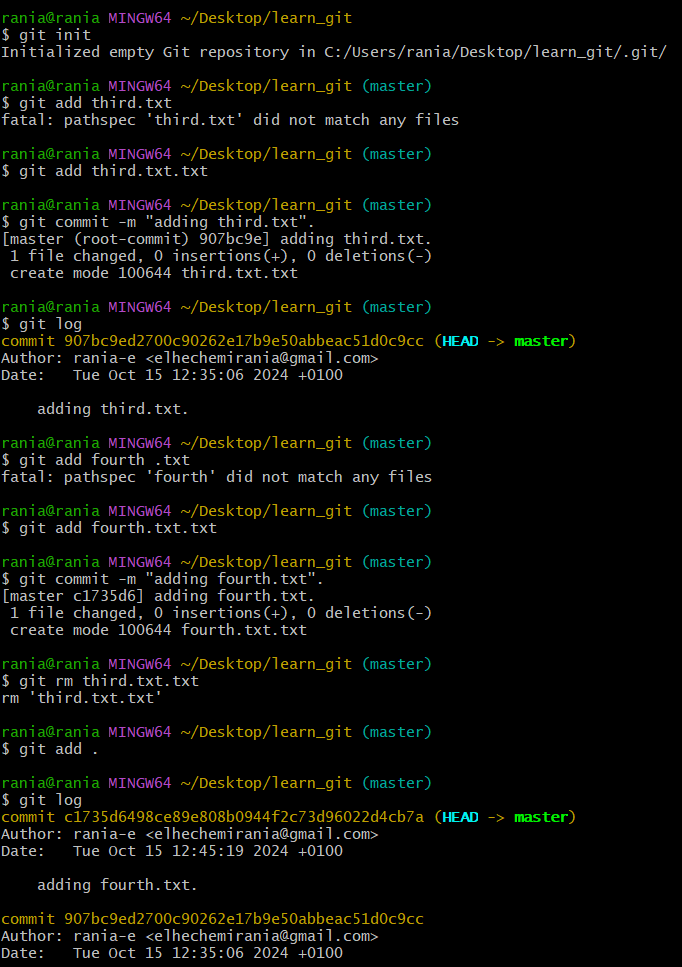 rania@rania MINGW64 ~/Desktop/learn_git
$ git init
Initialized empty Git repository in C:/Users/rania/Desktop/learn_git/.git/
rania@rania MINGW64 ~/Desktop/learn_git (master)
$ git add third.txt
fatal: pathspec 'third.txt' did not match any files
rania@rania MINGW64 ~/Desktop/learn_git (master)
$ git add third.txt.txt
rania@rania MINGW64 ~/Desktop/learn_git (master)
$ git commit -m "adding third.txt".
[master (root-commit) 907bc9e] adding third.txt.
 1 file changed, 0 insertions(+), 0 deletions(-)
 create mode 100644 third.txt.txt
rania@rania MINGW64 ~/Desktop/learn_git (master)
$ git log
commit 907bc9ed2700c90262e17b9e50abbeac51d0c9cc (HEAD -> master)
Author: rania-e <elhechemirania@gmail.com>
Date:   Tue Oct 15 12:35:06 2024 +0100
    adding third.txt.
rania@rania MINGW64 ~/Desktop/learn_git (master)
$ git add fourth .txt
fatal: pathspec 'fourth' did not match any files
rania@rania MINGW64 ~/Desktop/learn_git (master)
$ git add fourth.txt.txt
rania@rania MINGW64 ~/Desktop/learn_git (master)
$ git commit -m "adding fourth.txt".
[master c1735d6] adding fourth.txt.
 1 file changed, 0 insertions(+), 0 deletions(-)
 create mode 100644 fourth.txt.txt
rania@rania MINGW64 ~/Desktop/learn_git (master)
$ git rm third.txt.txt
rm 'third.txt.txt'
rania@rania MINGW64 ~/Desktop/learn_git (master)
$ git add .
rania@rania MINGW64 ~/Desktop/learn_git (master)
$ git log
commit c1735d6498ce89e808b0944f2c73d96022d4cb7a (HEAD -> master)
Author: rania-e <elhechemirania@gmail.com>
Date:   Tue Oct 15 12:45:19 2024 +0100
    adding fourth.txt.
commit 907bc9ed2700c90262e17b9e50abbeac51d0c9cc
Author: rania-e <elhechemirania@gmail.com>
Date:   Tue Oct 15 12:35:06 2024 +0100